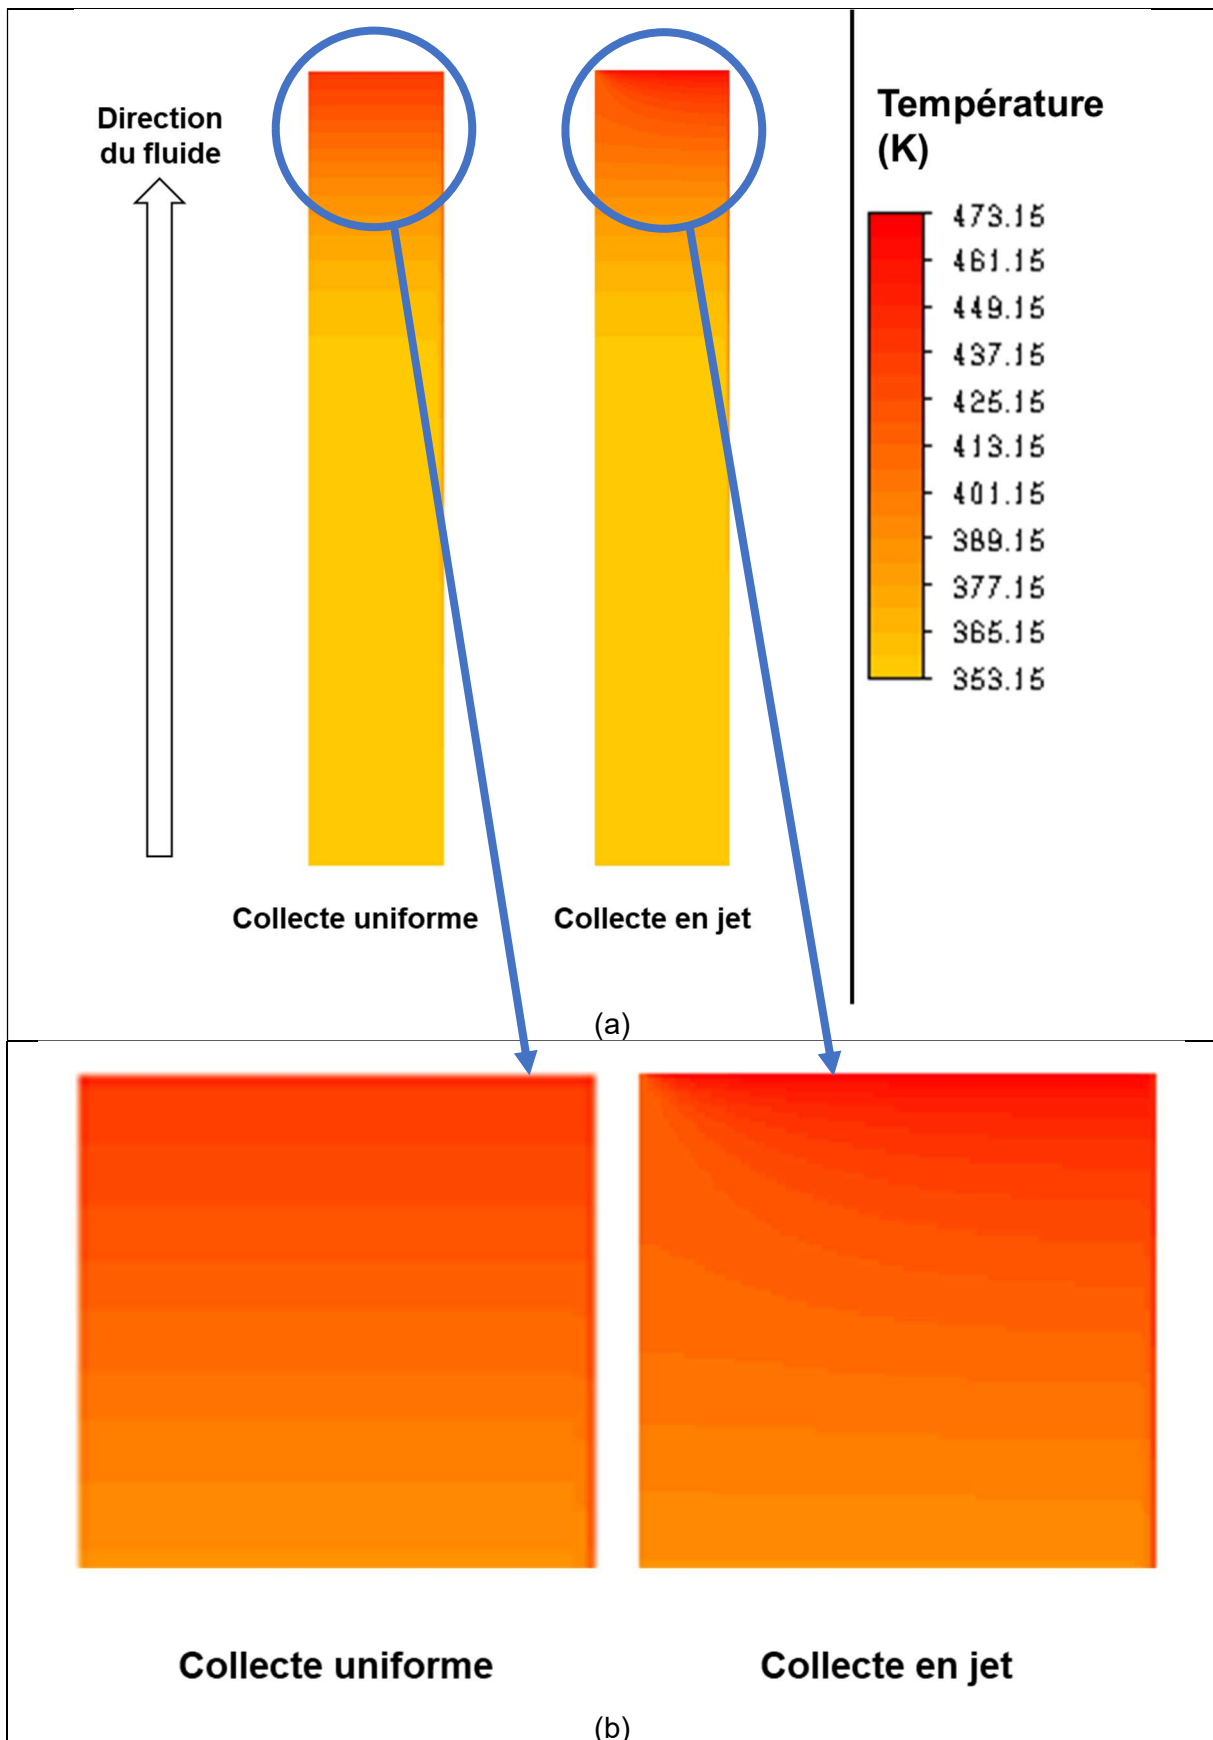 Direction
du fluide
Température
(K)
473.15
461.15
449.15
437.15
425.15
413.15
401.15
389.15
377.15
365.15
353.15
Collecte uniforme
Collecte en jet
(a)
Collecte uniforme
Collecte en jet
(b)